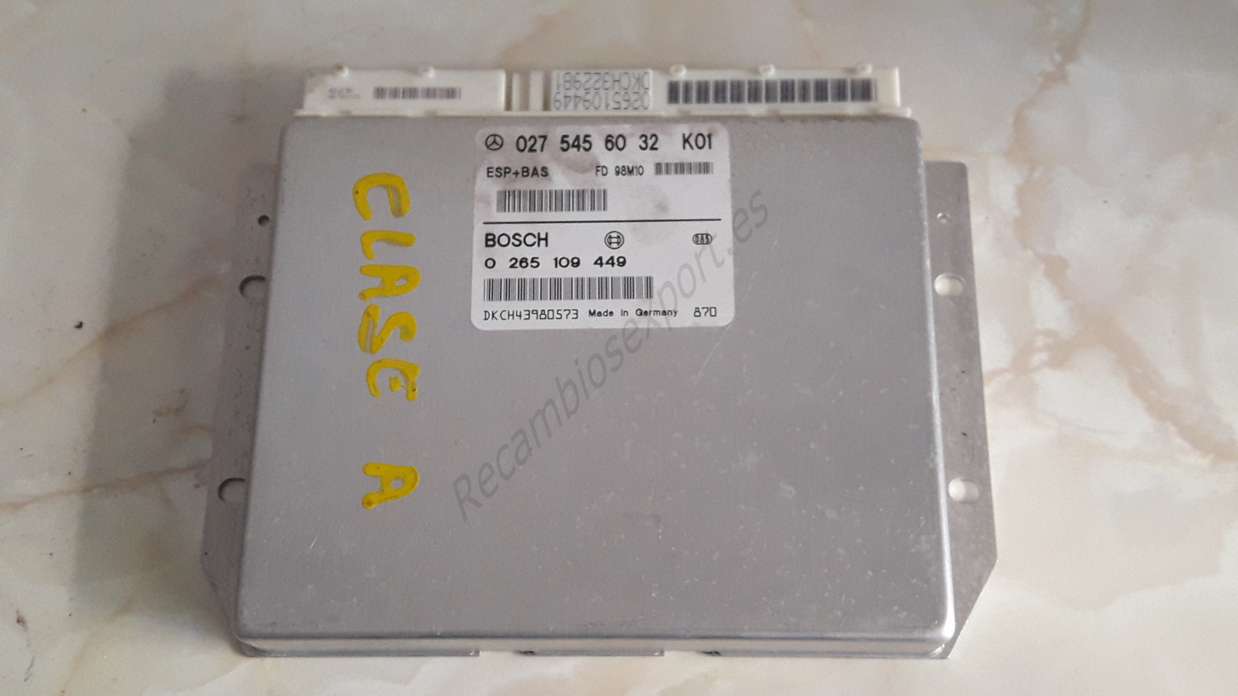 DKCH322981
0265109449
027 545 60 32 K01
ESP+BAS FD 98M10
BOSCH
0 265 109 449
DKCH43980573 Made in Germany 870
CLASE A
Recambiosexport.es